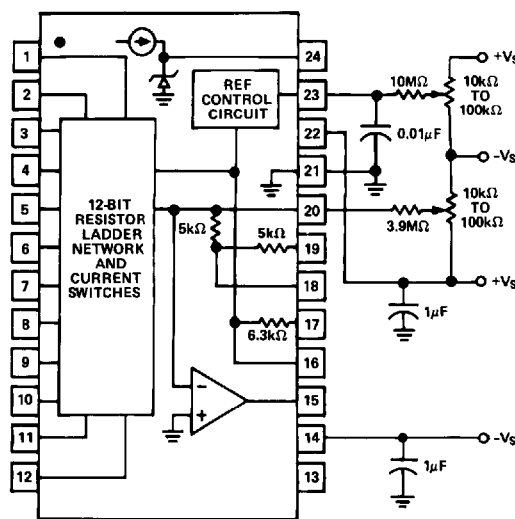 1
2
3
4
5
6
7
8
9
10
11
12
12-BIT
RESISTOR
LADDER
NETWORK
AND
CURRENT
SWITCHES
REF
CONTROL
CIRCUIT
5kΩ
5kΩ
6.3kΩ
−
+
24
23
22
21
20
19
18
17
16
15
14
13
10MΩ
0.01μF
3.9MΩ
1μF
1μF
+VS
10kΩ
TO
100kΩ
−VS
10kΩ
TO
100kΩ
+VS
−VS